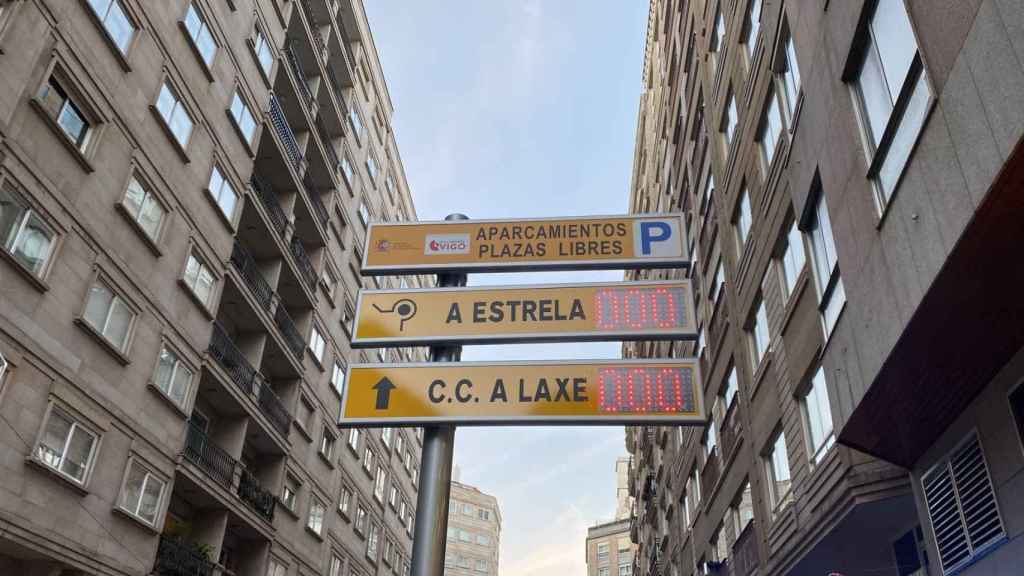 VIGO
APARCAMIENTOS
PLAZAS LIBRES
P
A ESTRELA 000
C.C. A LAXE 000